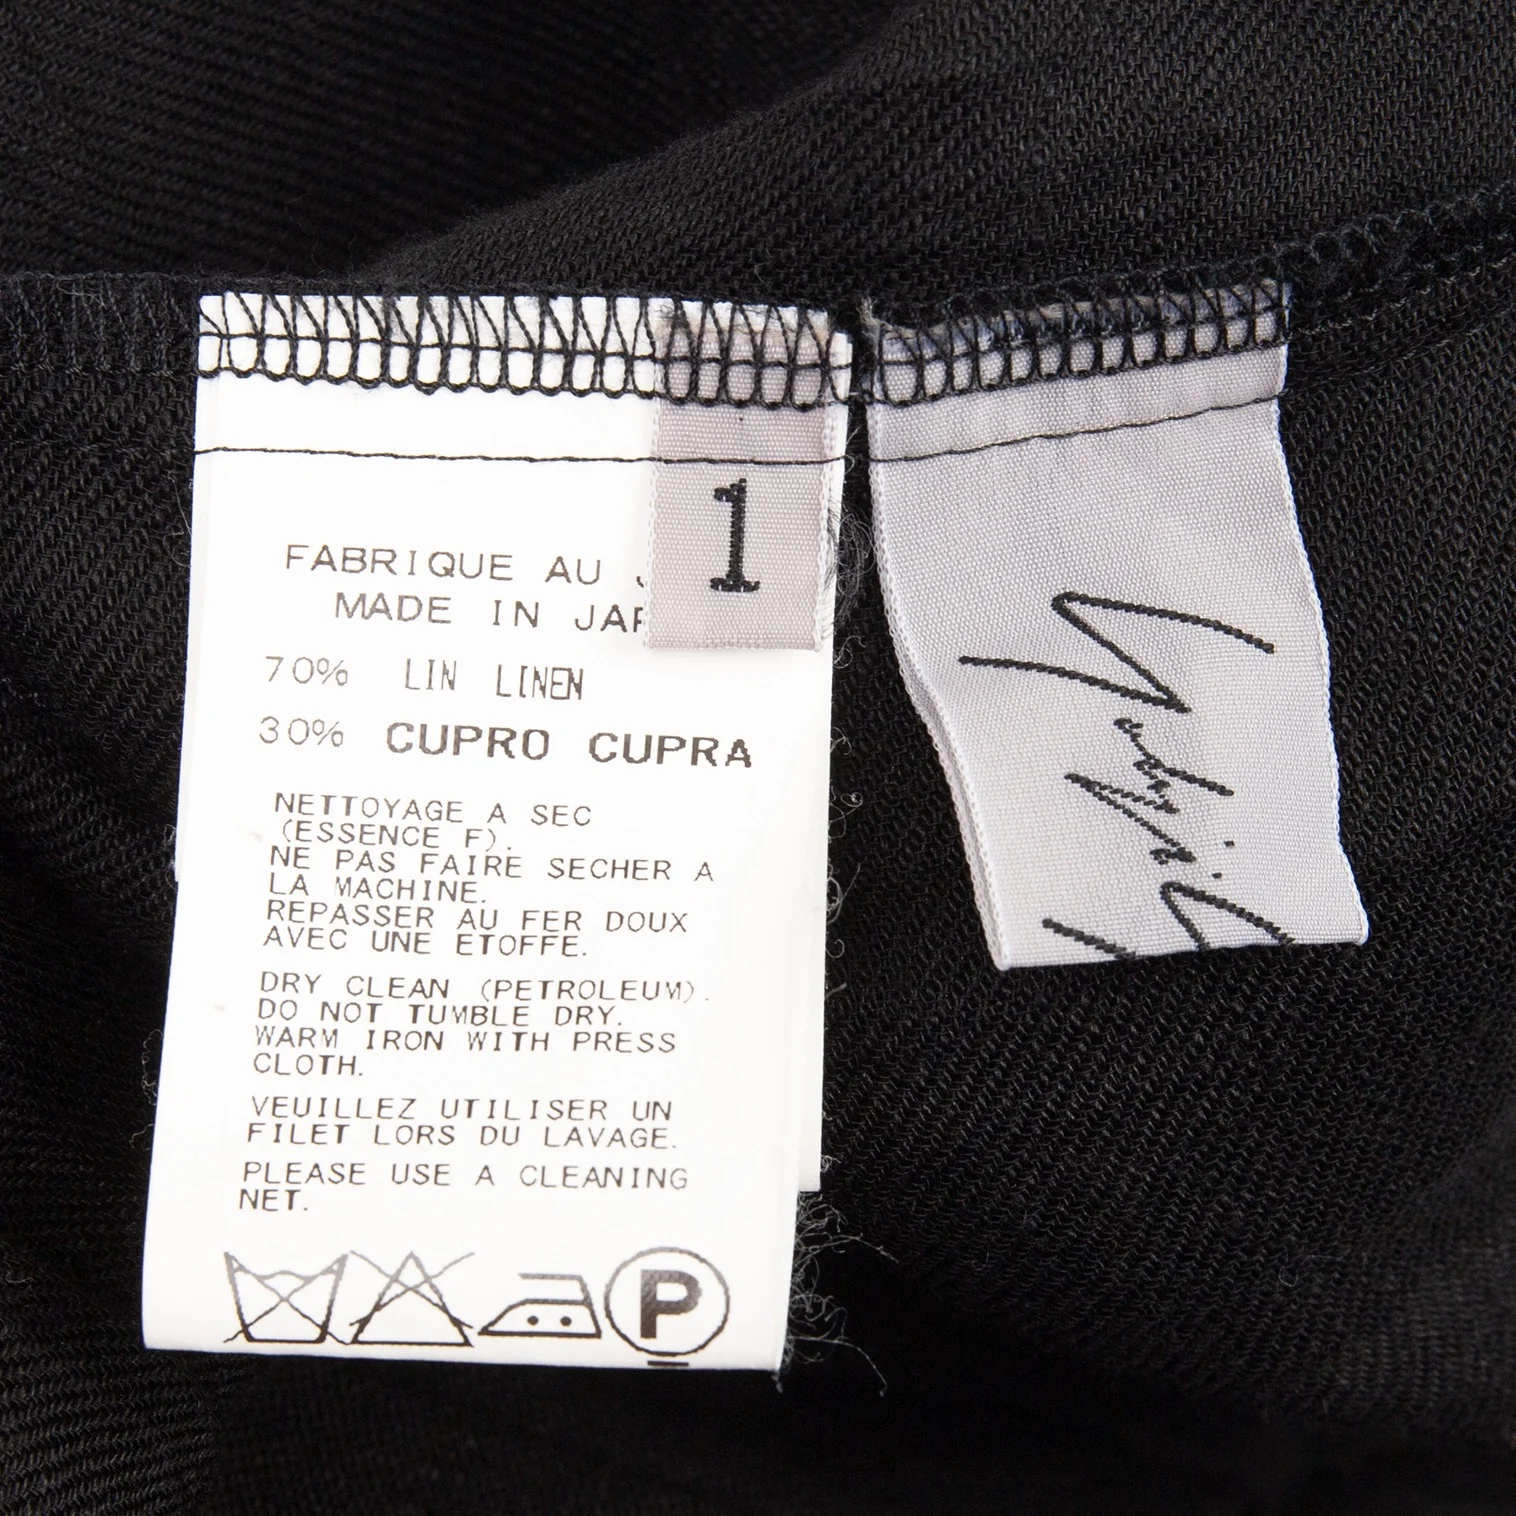 1
FABRIQUE AU
MADE IN JAP
70% LIN LINEN
30% CUPRO CUPRA
NETTOYAGE A SEC
(ESSENCE F).
NE PAS FAIRE SECHER A
LA MACHINE.
REPASSER AU FER DOUX
AVEC UNE ETOFFE.
DRY CLEAN (PETROLEUM).
DO NOT TUMBLE DRY.
WARM IRON WITH PRESS
CLOTH.
VEUILLEZ UTILISER UN
FILET LORS DU LAVAGE.
PLEASE USE A CLEANING
NET.
P